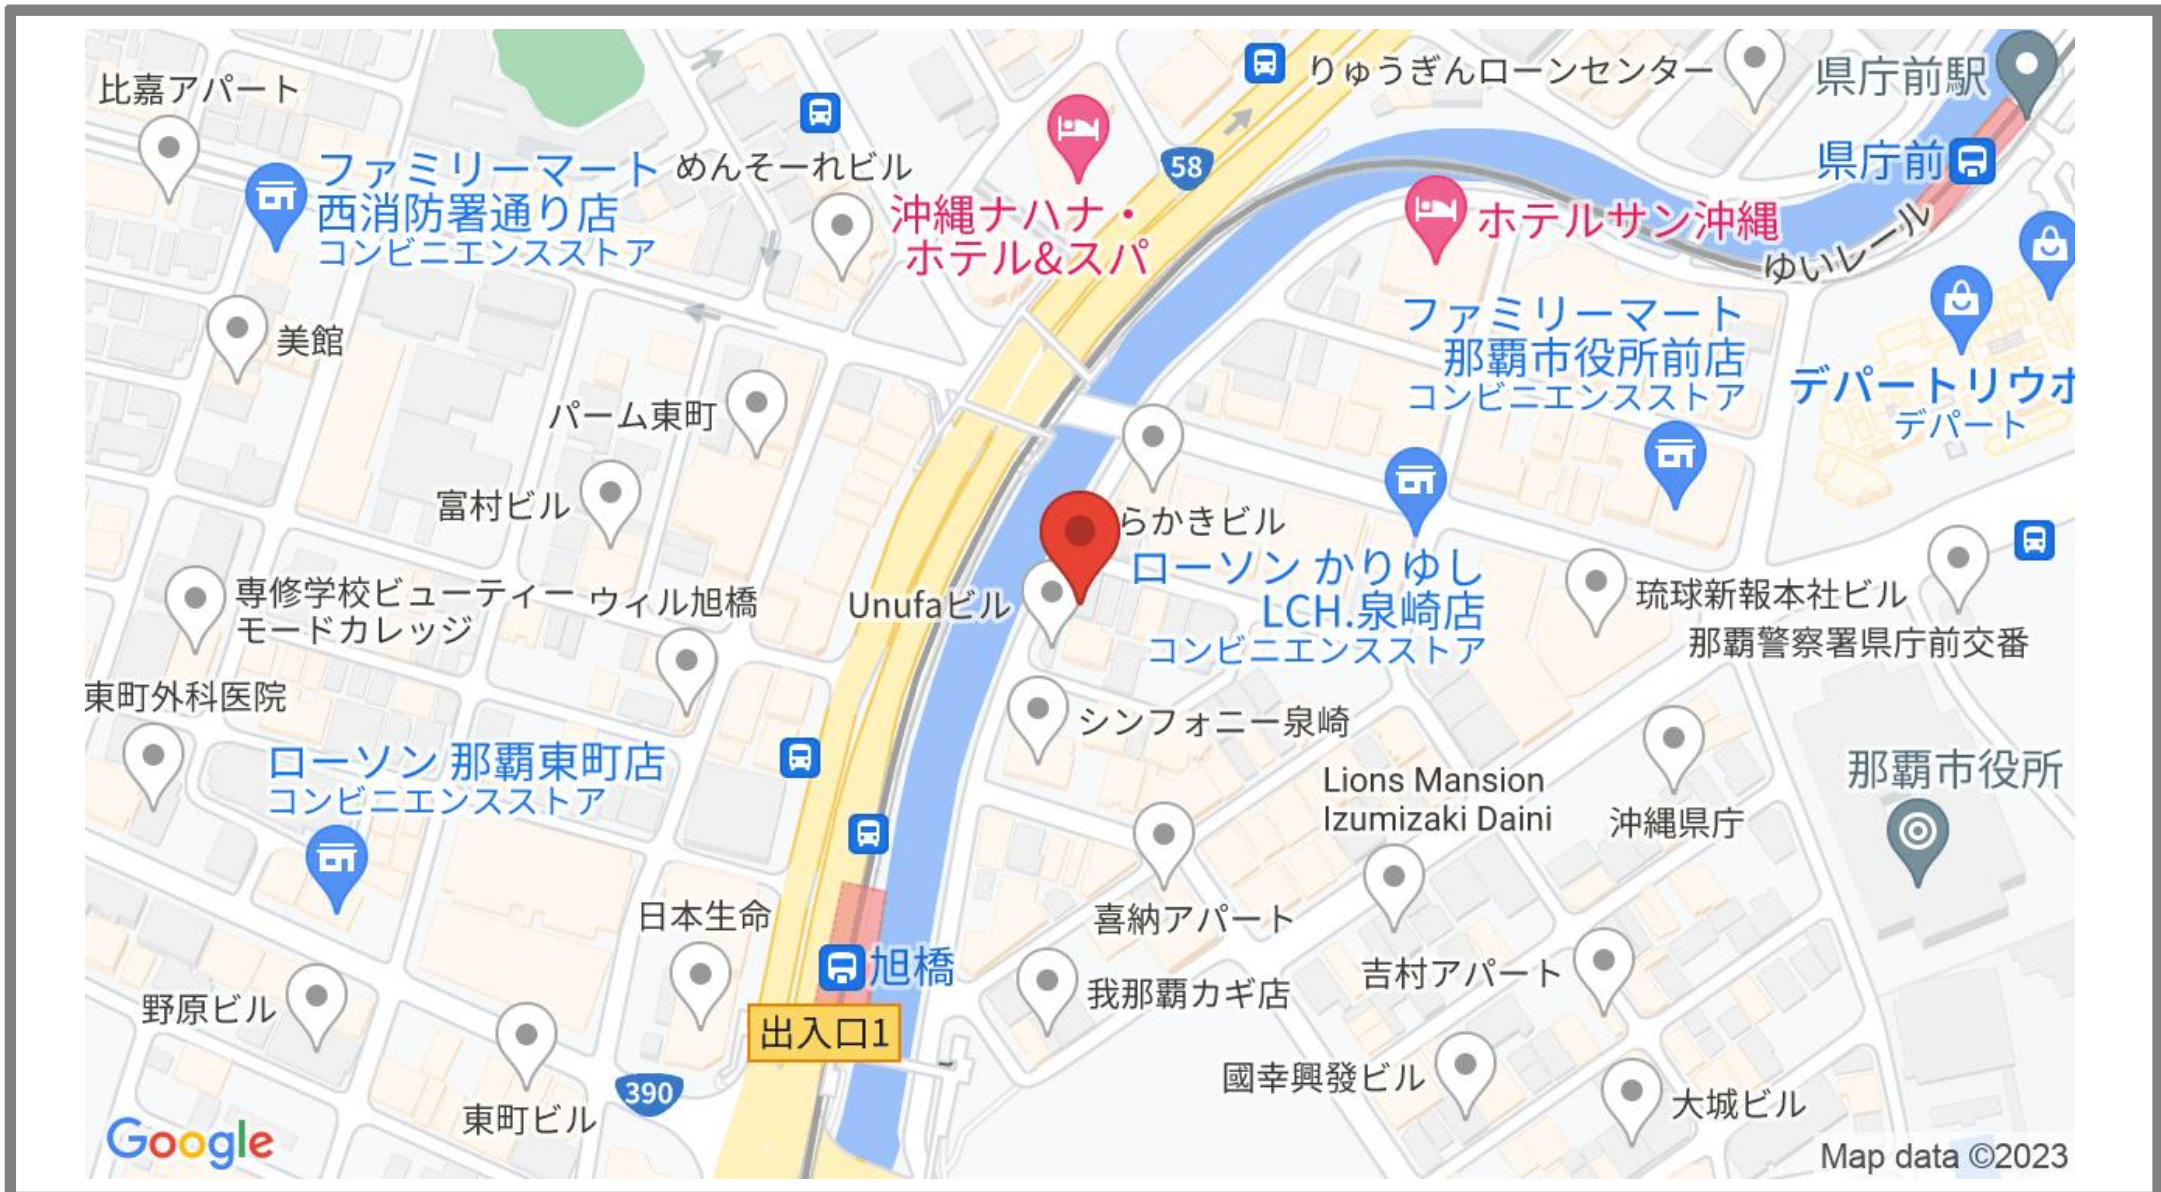 比嘉アパート
りゅうぎんローンセンター
県庁前駅
58
県庁前
ファミリーマート
西消防署通り店
コンビニエンスストア
めんそーれビル
沖縄ナハナ・
ホテル&スパ
ホテルサン沖縄
ゆいレール
美館
ファミリーマート
那覇市役所前店
コンビニエンスストア
デパートリウボ
デパート
パーム東町
富村ビル
らかきビル
ローソン かりゆし
LCH.泉崎店
コンビニエンスストア
専修学校ビューティー
モードカレッジ
ウィル旭橋
Unufaビル
琉球新報本社ビル
那覇警察署県庁前交番
東町外科医院
シンフォニー泉崎
ローソン 那覇東町店
コンビニエンスストア
Lions Mansion
Izumizaki Daini
沖縄県庁
那覇市役所
日本生命
喜納アパート
旭橋
我那覇カギ店
吉村アパート
野原ビル
出入口1
390
東町ビル
國幸興發ビル
大城ビル
Google
Map data ©2023